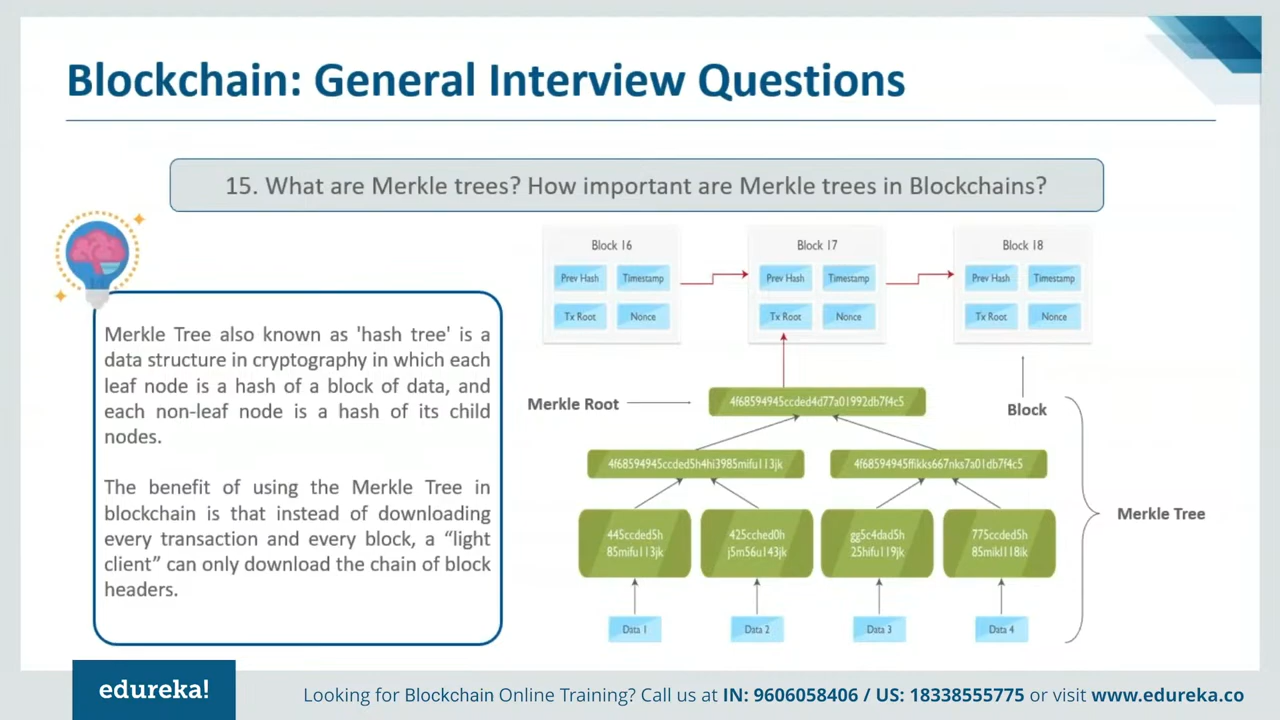 Blockchain: General Interview Questions
15. What are Merkle trees? How important are Merkle trees in Blockchains?
Merkle Tree also known as 'hash tree' is a
data structure in cryptography in which each
leaf node is a hash of a block of data, and
each non-leaf node is a hash of its child
nodes.
The benefit of using the Merkle Tree in
blockchain is that instead of downloading
every transaction and every block, a “light
client” can only download the chain of block
headers.
Block 16
Prev Hash
Timestamp
Tx Root
Nonce
Block 17
Prev Hash
Timestamp
Tx Root
Nonce
Block 18
Prev Hash
Timestamp
Tx Root
Nonce
Merkle Root
4f68594945ccded4d77a01992db7f4c5
Block
4f68594945ccded5h4hi3985mifu113jk
4f68594945ffikks667nks7a01db7f4c5
445ccded5h
85mifu113jk
425cched0h
j5m56u143jk
gg5c4dad5h
25hifu119jk
775ccded5h
85mikl118ik
Merkle Tree
Data 1
Data 2
Data 3
Data 4
edureka!
Looking for Blockchain Online Training? Call us at IN: 9606058406 / US: 18338555775 or visit www.edureka.co